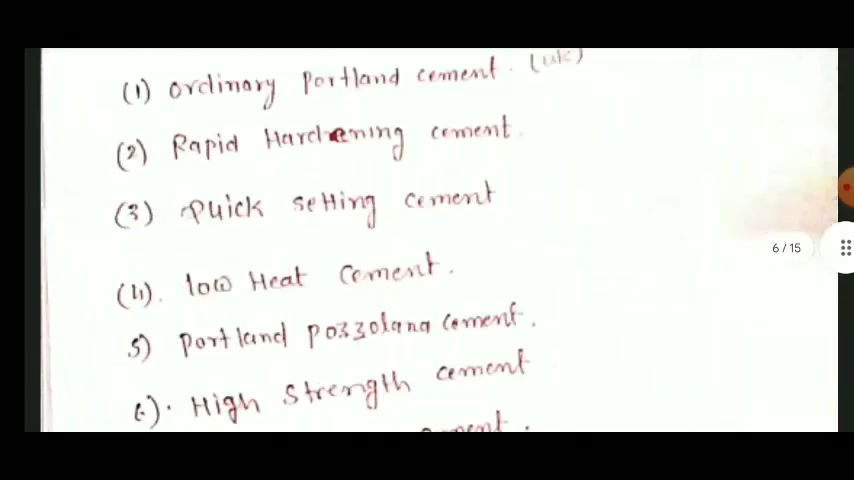 (1) Ordinary Portland cement.
(2) Rapid Hardening cement.
(3) Quick setting cement
6 / 15
(4). low Heat cement.
5) Portland pozzolana cement.
6). High Strength cement
cement.